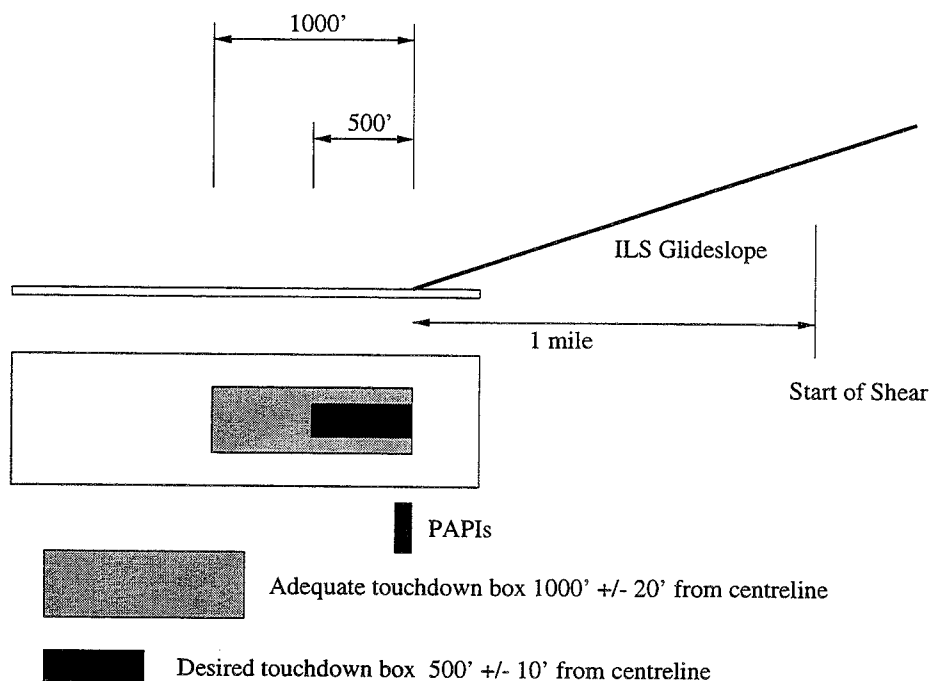 1000'
500'
ILS Glideslope
1 mile
Start of Shear
PAPIs
Adequate touchdown box 1000' +/- 20' from centreline
Desired touchdown box 500' +/- 10' from centreline